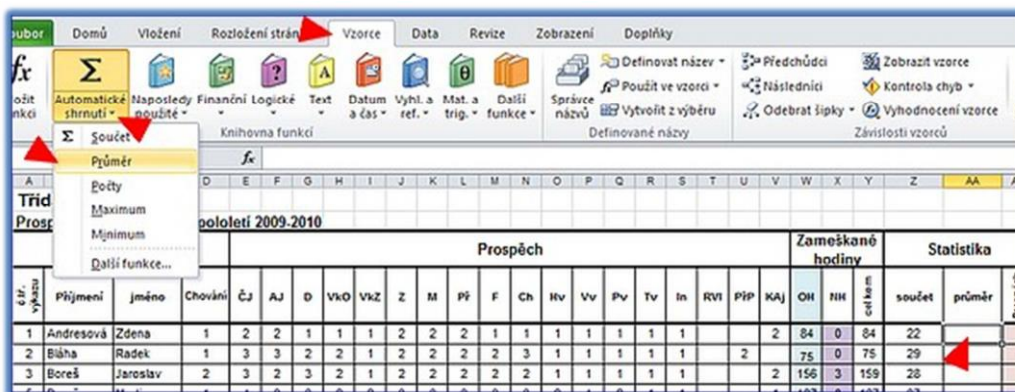 Domů Vložení Rozložení strán Vzorce Data Revize Zobrazení Doplňky
fx Σ Definovat název Předchůdci Zobrazit vzorce
Použít ve vzorci Následníci Kontrola chyb
Automatické Naposledy Finanční Logické Text Datum Vyhl. a Mat. a Další Správce
shrnutí použité a čas ref. trig. funkce názvů Vytvořit z výběru Odebrat šipky Vyhodnocení vzorce
Knihovna funkcí Definované názvy Závislosti vzorců
Σ Součet
Průměr
Počty
Maximum
Minimum
Další funkce...
fx
A D E F G H I J K L M N O P Q R S T U V W X Y Z AA
Tříd
Prosp pololetí 2009-2010
Prospěch Zameškané hodiny Statistika
Příjmení jméno Chování ČJ AJ D VkO VkZ Z M Př F Ch Hv Vv Pv Tv In RVI PřP KAj OH NH celkem součet průměr
1 Andresová Zdena 1 2 2 1 1 1 2 2 2 1 1 1 1 1 1 1 2 84 0 84 22
2 Bláha Radek 1 3 3 2 2 1 2 2 2 2 3 1 1 1 1 1 2 75 0 75 29
3 Boreš Jaroslav 2 3 2 3 2 1 2 2 2 2 2 1 1 1 1 1 2 156 3 159 28